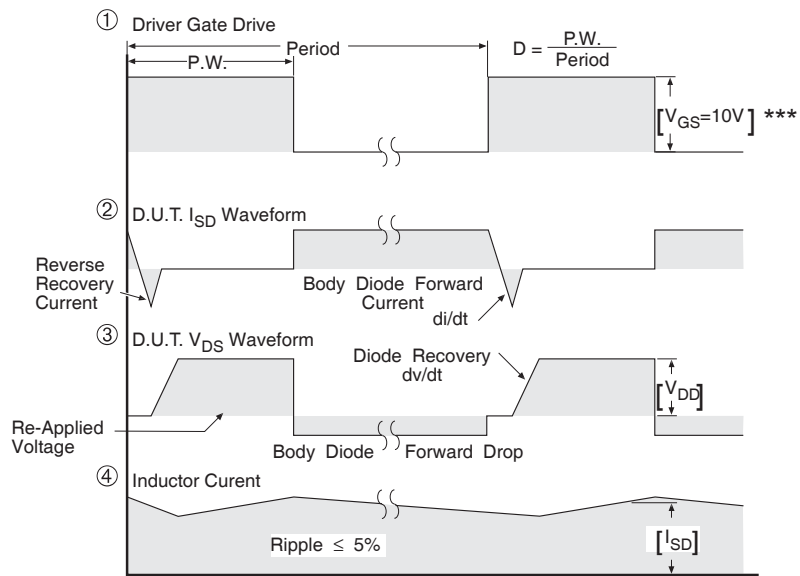 ① Driver Gate Drive
P.W.
Period
D = P.W.
Period
[VGS=10V] ***
② D.U.T. ISD Waveform
Reverse
Recovery
Current
Body Diode Forward
Current
di/dt
③ D.U.T. VDS Waveform
Diode Recovery
dv/dt
[VDD]
Re-Applied
Voltage
Body Diode Forward Drop
④ Inductor Curent
Ripple ≤ 5%
[ISD]